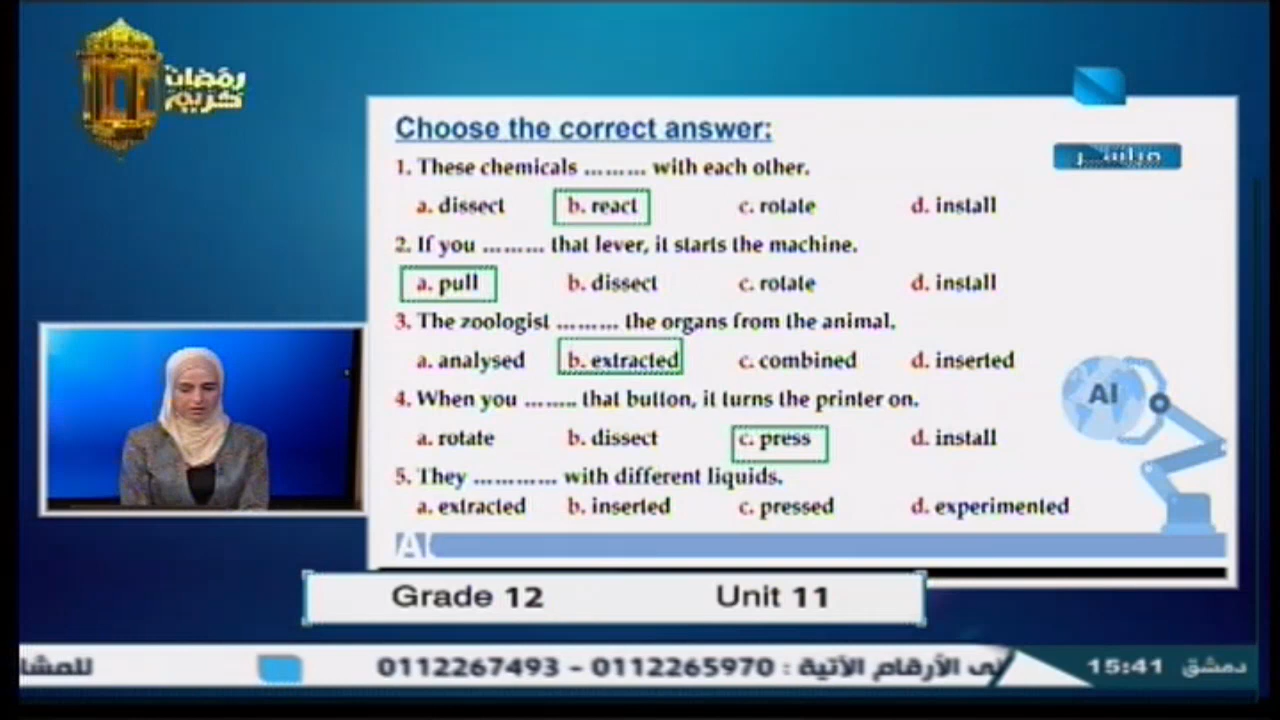 رمضان
كريم
مباشر
Choose the correct answer:
1. These chemicals ……… with each other.
a. dissect b. react c. rotate d. install
2. If you ……… that lever, it starts the machine.
a. pull b. dissect c. rotate d. install
3. The zoologist ……… the organs from the animal.
a. analysed b. extracted c. combined d. inserted
4. When you …….. that button, it turns the printer on.
a. rotate b. dissect c. press d. install
5. They ………… with different liquids.
a. extracted b. inserted c. pressed d. experimented
AI
AI
Grade 12 Unit 11
الأرقام الآتية : 0112265970 – 0112267493
دمشق 15:41